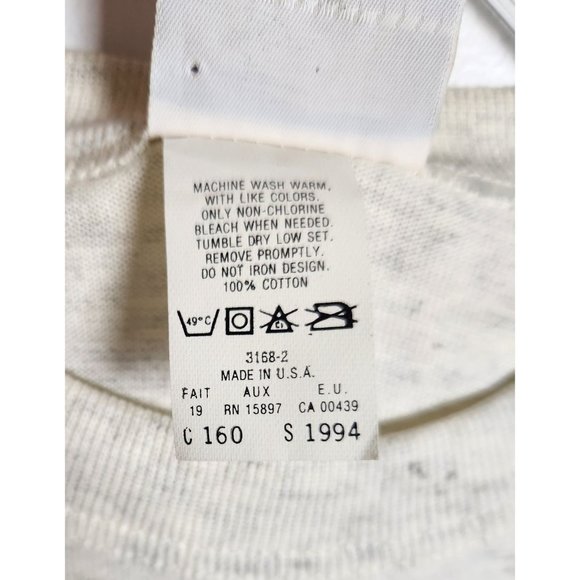 MACHINE WASH WARM,
WITH LIKE COLORS.
ONLY NON-CHLORINE
BLEACH WHEN NEEDED.
TUMBLE DRY LOW SET.
REMOVE PROMPTLY.
DO NOT IRON DESIGN.
100% COTTON
49°C
3168-2
MADE IN U.S.A.
FAIT AUX E.U.
19 RN 15897 CA 00439
C 160 S 1994